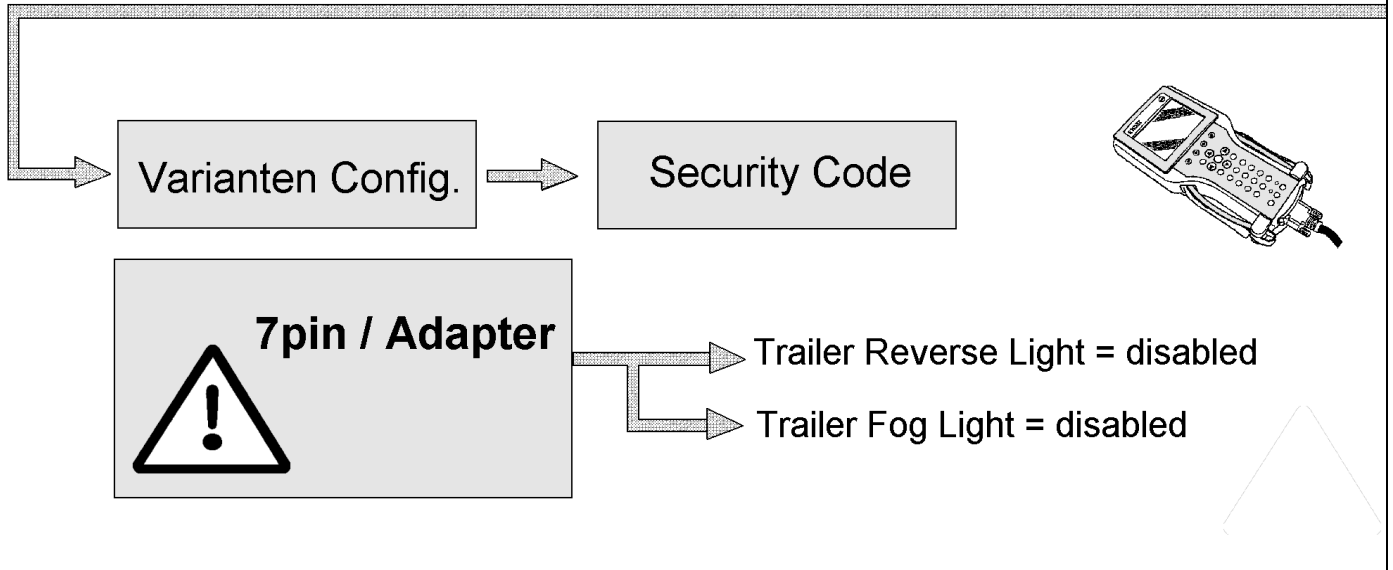 Varianten Config.
Security Code
7pin / Adapter
Trailer Reverse Light = disabled
Trailer Fog Light = disabled